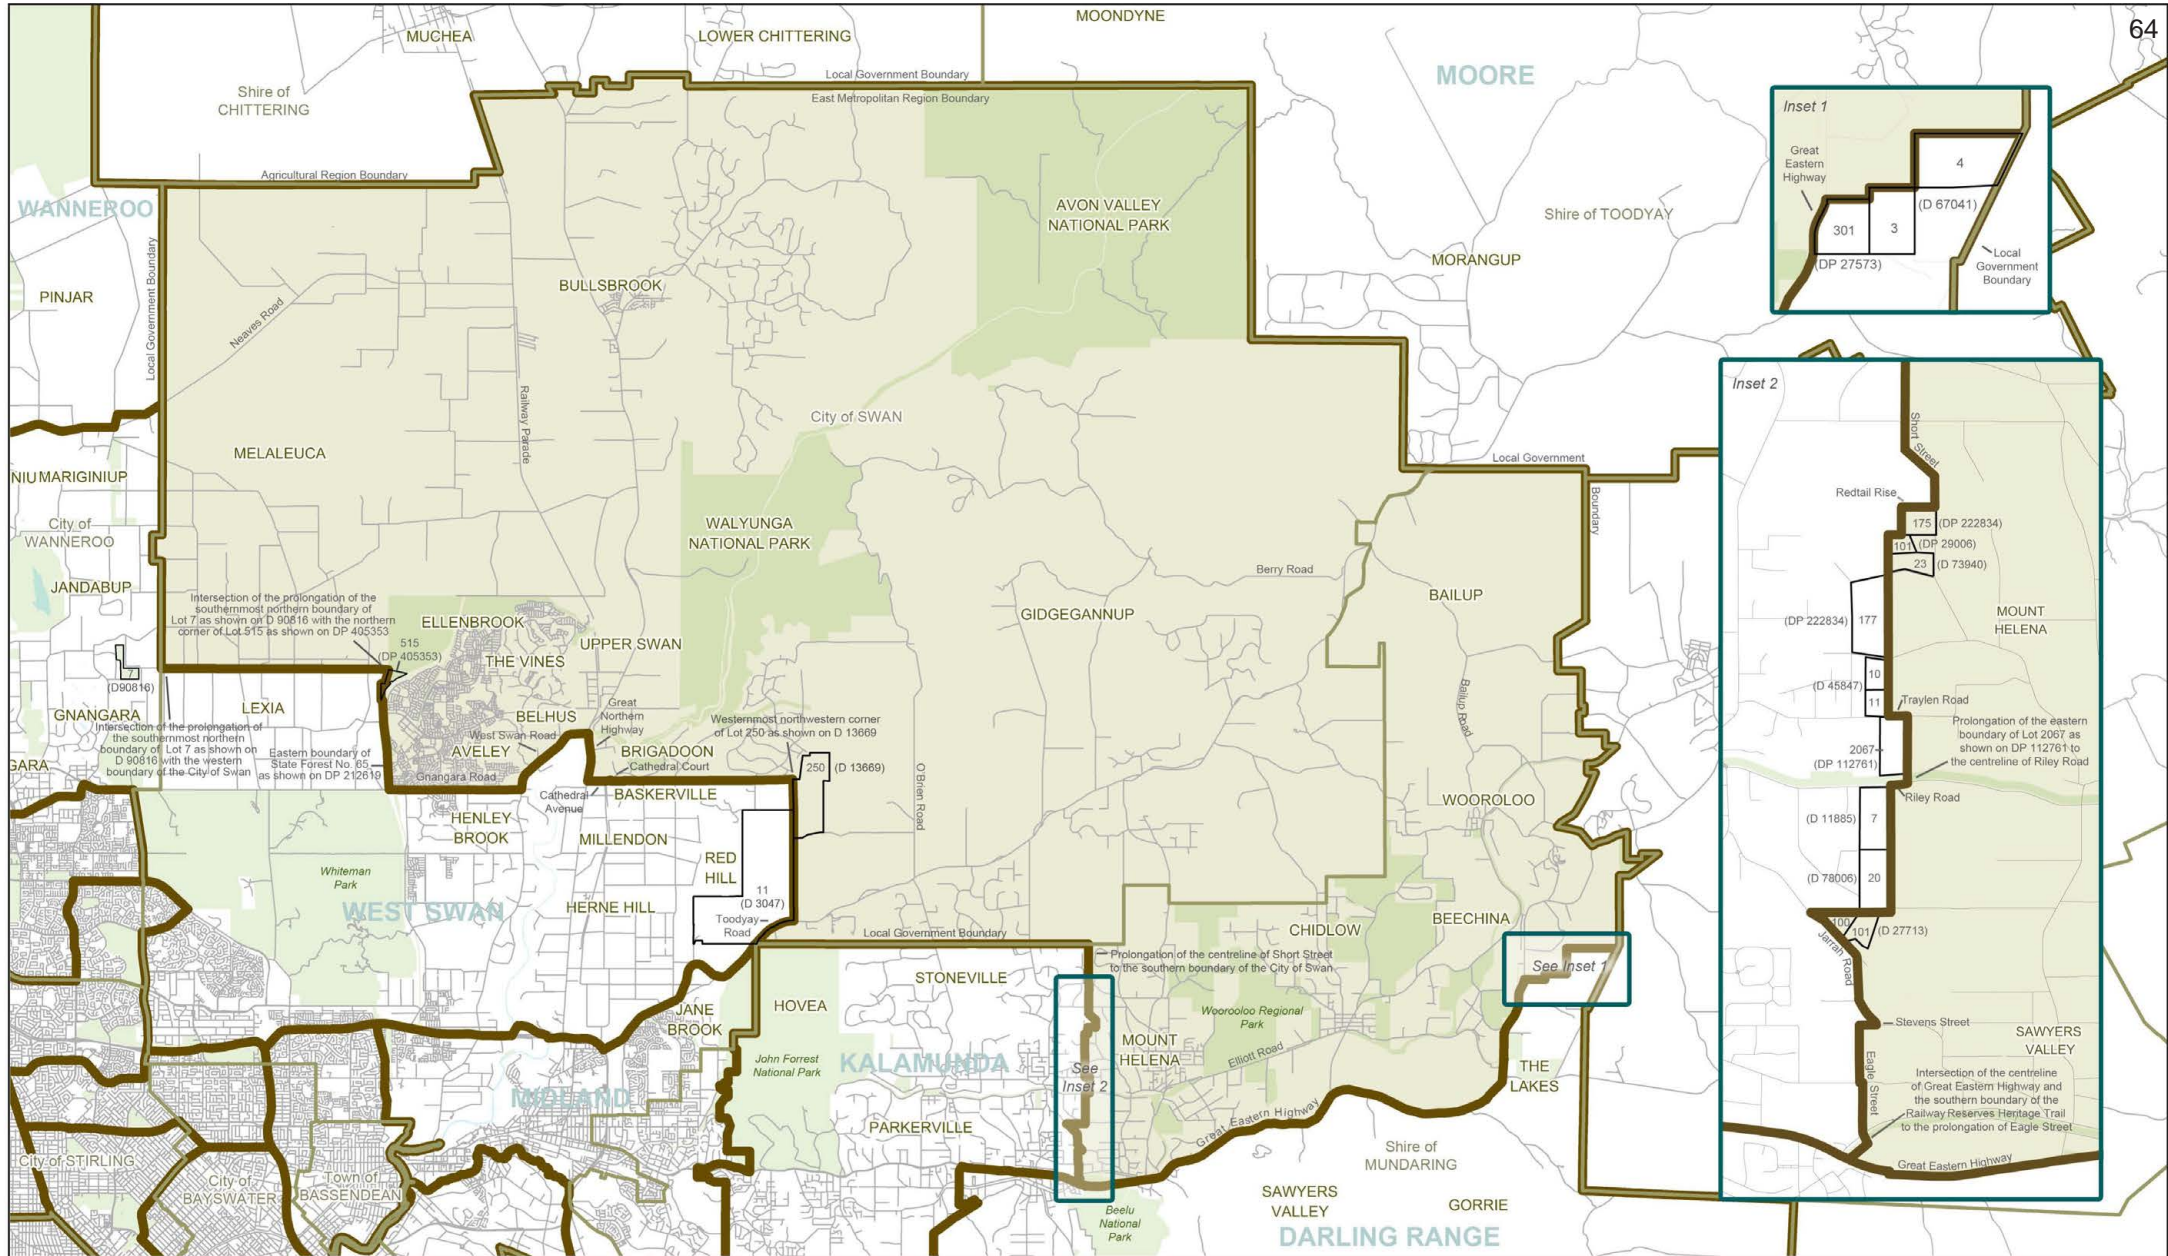 64
MOONDYNE
MUCHEA
LOWER CHITTERING
Local Government Boundary
East Metropolitan Region Boundary
MOORE
Shire of
CHITTERING
Agricultural Region Boundary
WANNEROO
Local Government Boundary
AVON VALLEY
NATIONAL PARK
Shire of TOODYAY
MORANGUP
PINJAR
Neaves Road
BULLSBROOK
Railway Parade
City of SWAN
MELALEUCA
Local Government
Boundary
NIU
MARIGINIUP
City of
WANNEROO
JANDABUP
WALYUNGA
NATIONAL PARK
Berry Road
BAILUP
GIDGEGANNUP
Intersection of the prolongation of the
southernmost northern boundary of
Lot 7 as shown on D 90816 with the northern
corner of Lot 515 as shown on DP 405353
ELLENBROOK
UPPER SWAN
515
(DP 405353)
THE VINES
7
(D90816)
GNANGARA
LEXIA
Intersection of the prolongation of
the southernmost northern
boundary of Lot 7 as shown on
D 90816 with the western
boundary of the City of Swan
Eastern boundary of
State Forest No. 65
as shown on DP 212619
GARA
BELHUS
West Swan Road
AVELEY
Gnangara Road
Great
Northern
Highway
BRIGADOON
Cathedral Court
Westernmost northwestern corner
of Lot 250 as shown on D 13669
250
(D 13669)
O'Brien Road
Bailup Road
Cathedral
Avenue
BASKERVILLE
HENLEY
BROOK
MILLENDON
WOOROLOO
RED
HILL
11
(D 3047)
Toodyay
Road
Whiteman
Park
WEST SWAN
HERNE HILL
Local Government Boundary
CHIDLOW
BEECHINA
Prolongation of the centreline of Short Street
to the southern boundary of the City of Swan
See Inset 1
STONEVILLE
HOVEA
JANE
BROOK
Woorooloo Regional
Park
MOUNT
HELENA
Elliott Road
John Forrest
National Park
KALAMUNDA
See
Inset 2
THE
LAKES
MIDLAND
PARKERVILLE
Great Eastern Highway
Shire of
MUNDARING
City of STIRLING
City of
BAYSWATER
Town of
BASSENDEAN
SAWYERS
VALLEY
GORRIE
Beelu
National
Park
DARLING RANGE
Inset 1
Great
Eastern
Highway
4
(D 67041)
301
3
(DP 27573)
Local
Government
Boundary
Inset 2
Short Street
Redtail Rise
175
(DP 222834)
101
(DP 29006)
23
(D 73940)
MOUNT
HELENA
(DP 222834)
177
10
(D 45847)
11
Traylen Road
Prolongation of the eastern
boundary of Lot 2067 as
shown on DP 112761 to
the centreline of Riley Road
2067
(DP 112761)
Riley Road
(D 11885)
7
(D 78006)
20
100
101
(D 27713)
Jarrah Road
Stevens Street
SAWYERS
VALLEY
Eagle Street
Intersection of the centreline
of Great Eastern Highway and
the southern boundary of the
Railway Reserves Heritage Trail
to the prolongation of Eagle Street
Great Eastern Highway